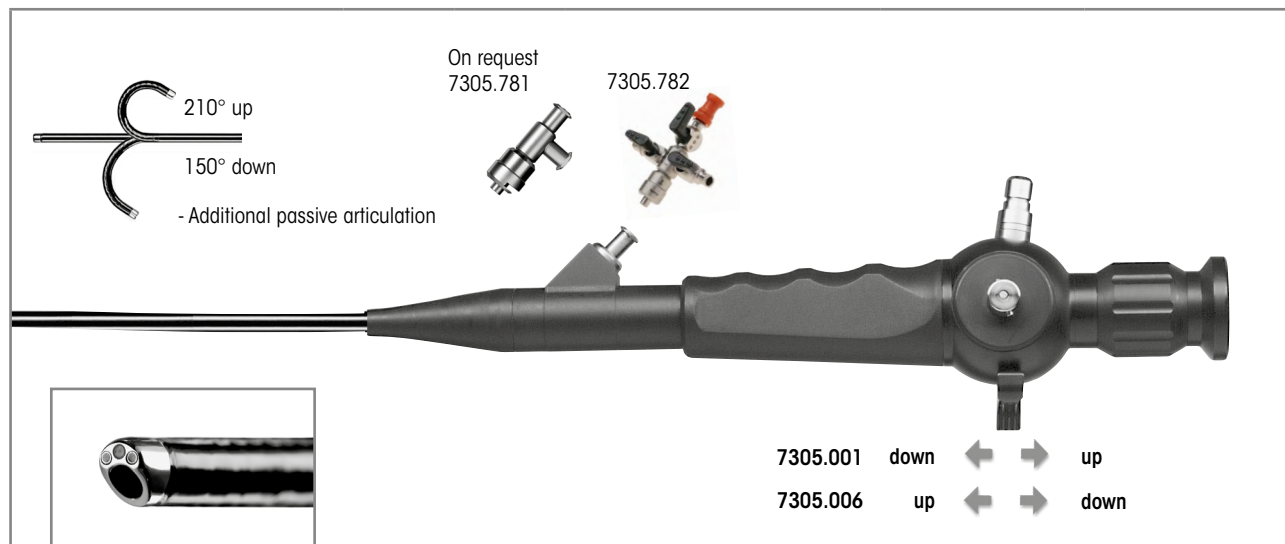 On request
7305.781
7305.782
210° up
150° down
- Additional passive articulation
7305.001 down up
7305.006 up down